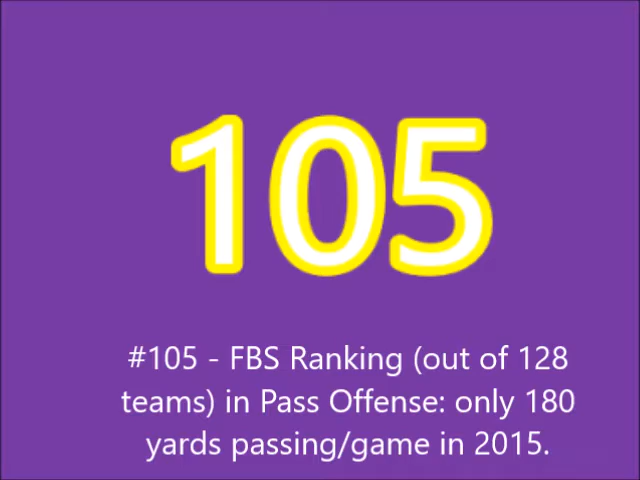 105
#105 - FBS Ranking (out of 128
teams) in Pass Offense: only 180
yards passing/game in 2015.